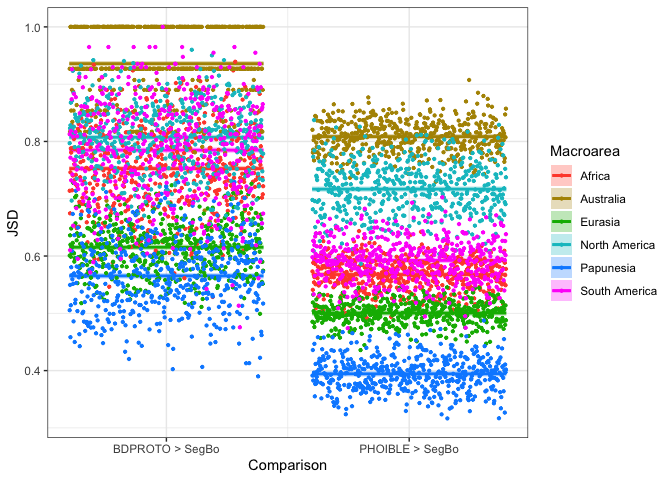 1.0
0.8
0.6
0.4
JSD
BDPROTO > SegBo
PHOIBLE > SegBo
Comparison
Macroarea
Africa
Australia
Eurasia
North America
Papunesia
South America